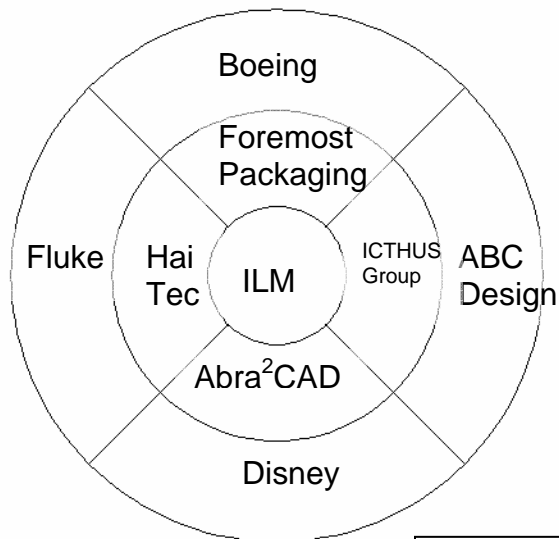 Boeing
Foremost
Packaging
Fluke
Hai
Tec
ILM
ICTHUS
Group
ABC
Design
Abra²CAD
Disney